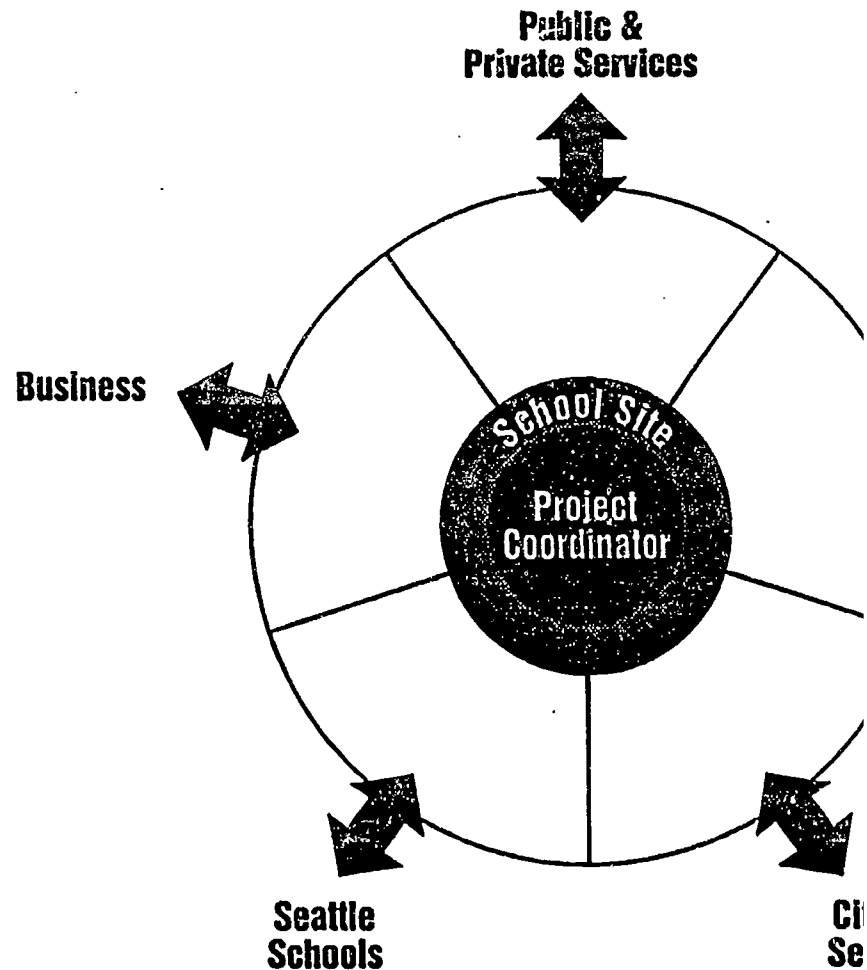 Public &
Private Services
Business
School Site
Project
Coordinator
Seattle
Schools